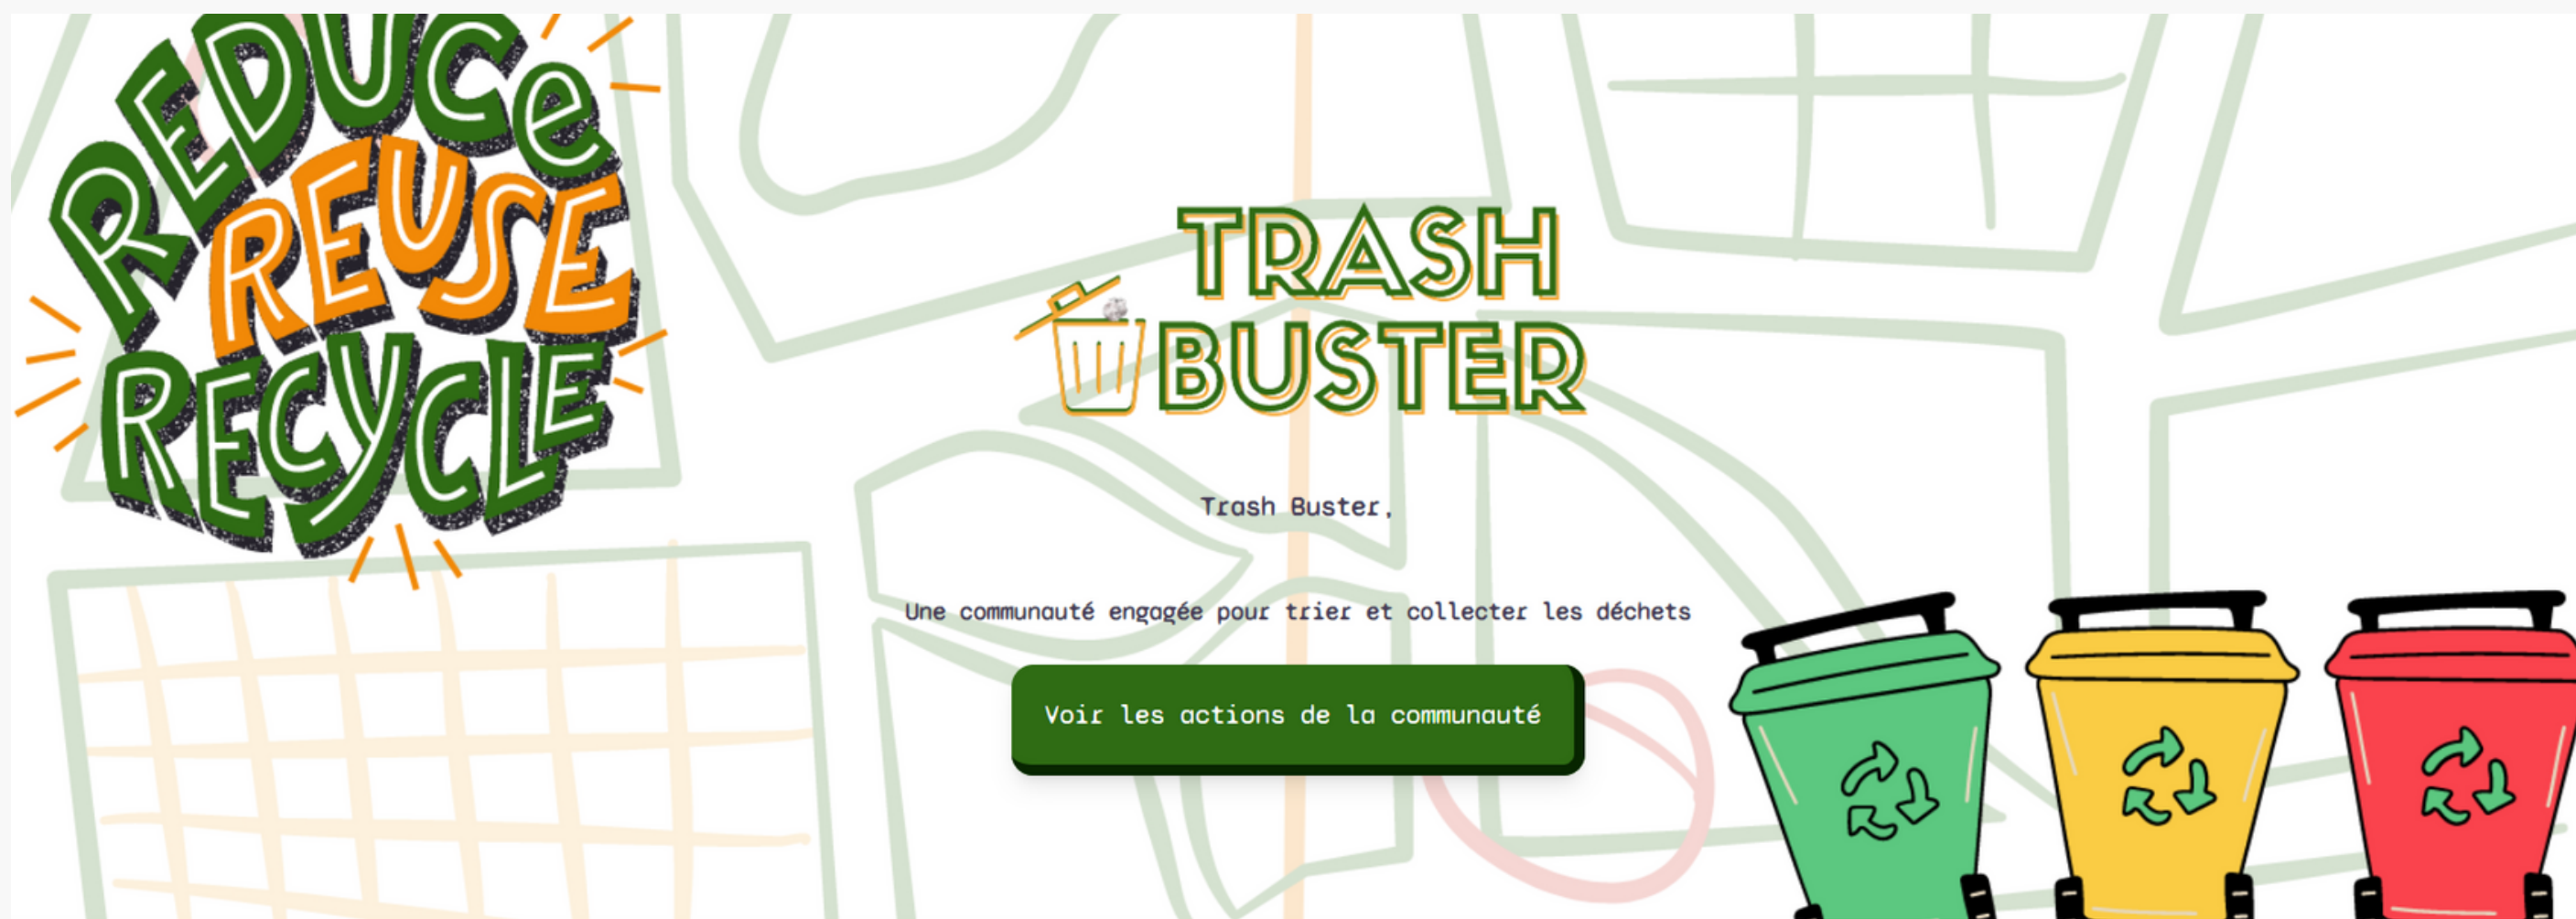 REDUCe
REUSE
RECYCLE
TRASH
BUSTER
Trash Buster,
Une communauté engagée pour trier et collecter les déchets
Voir les actions de la communauté